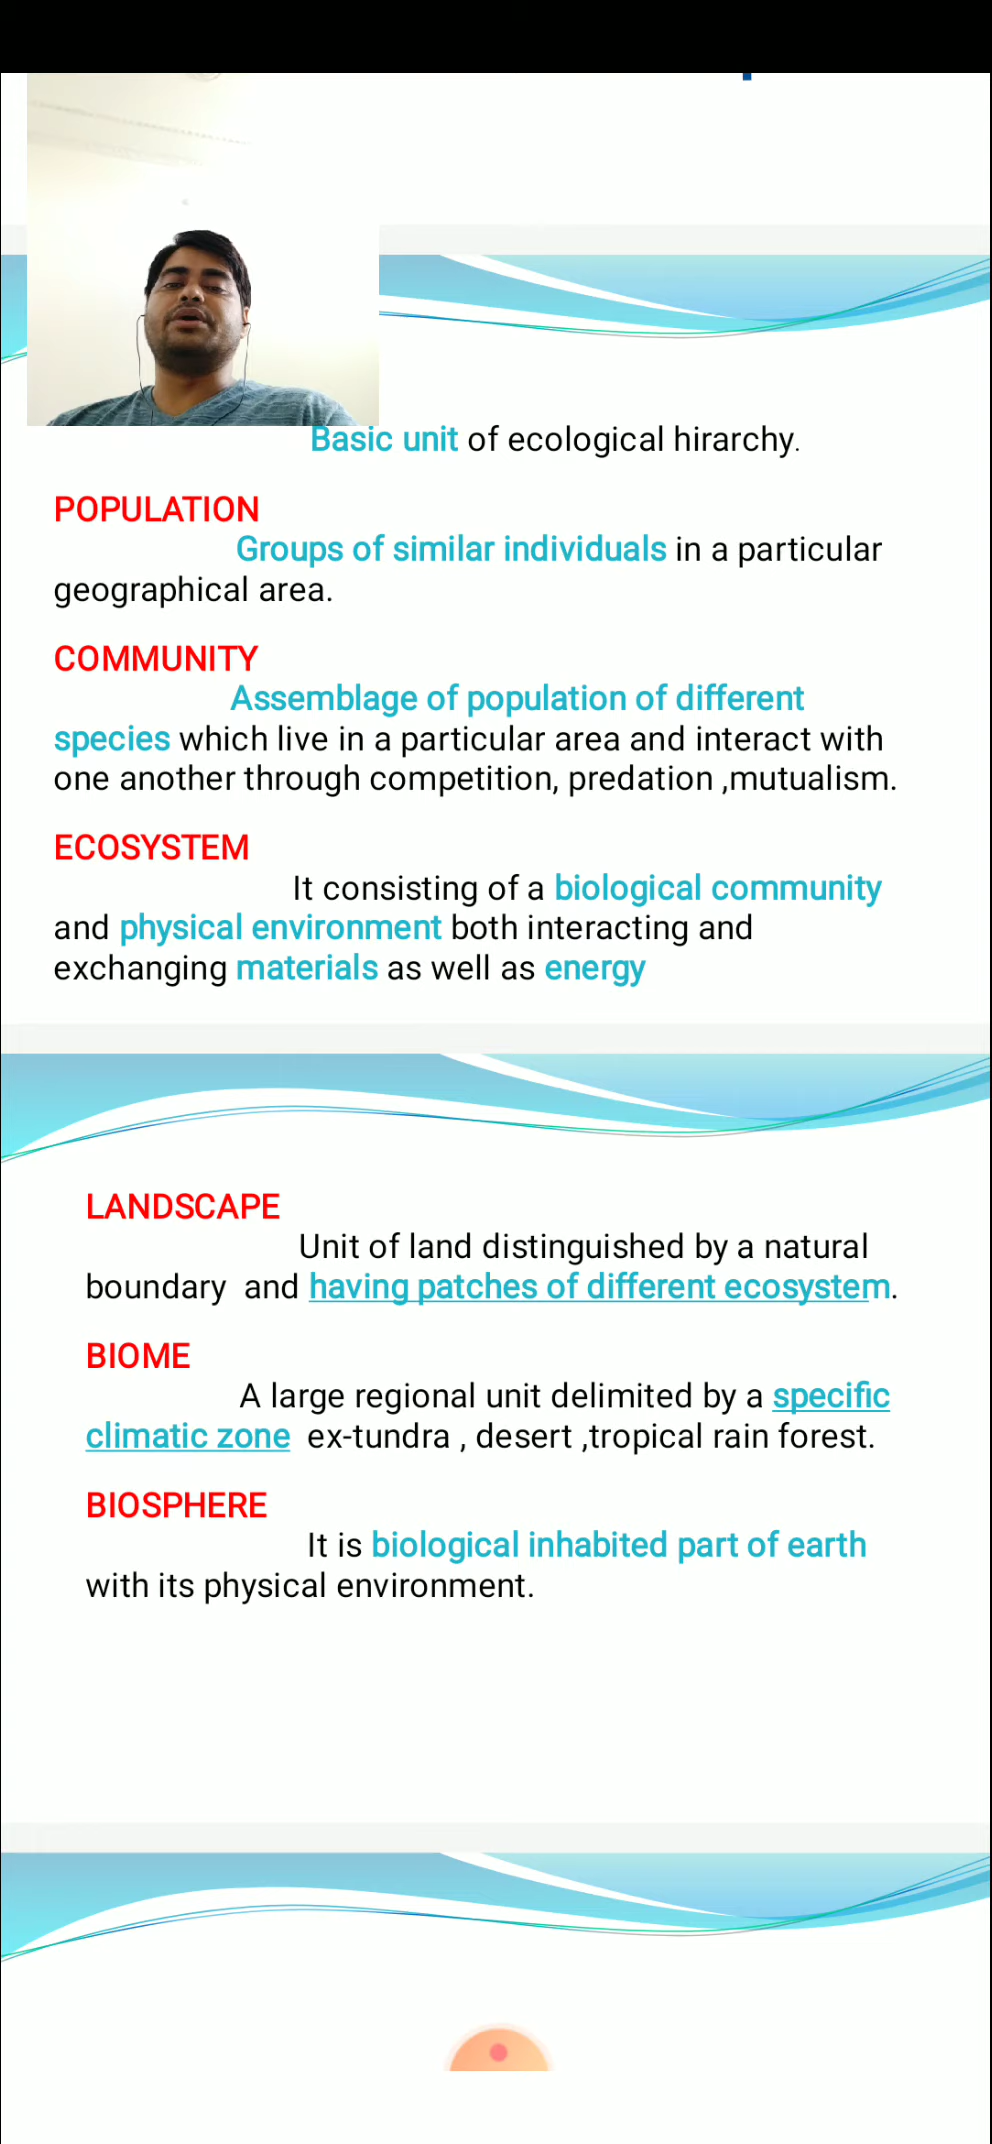 Basic unit of ecological hirarchy.
POPULATION
Groups of similar individuals in a particular
geographical area.
COMMUNITY
Assemblage of population of different
species which live in a particular area and interact with
one another through competition, predation ,mutualism.
ECOSYSTEM
It consisting of a biological community
and physical environment both interacting and
exchanging materials as well as energy
LANDSCAPE
Unit of land distinguished by a natural
boundary  and having patches of different ecosystem.
BIOME
A large regional unit delimited by a specific
climatic zone  ex-tundra , desert ,tropical rain forest.
BIOSPHERE
It is biological inhabited part of earth
with its physical environment.